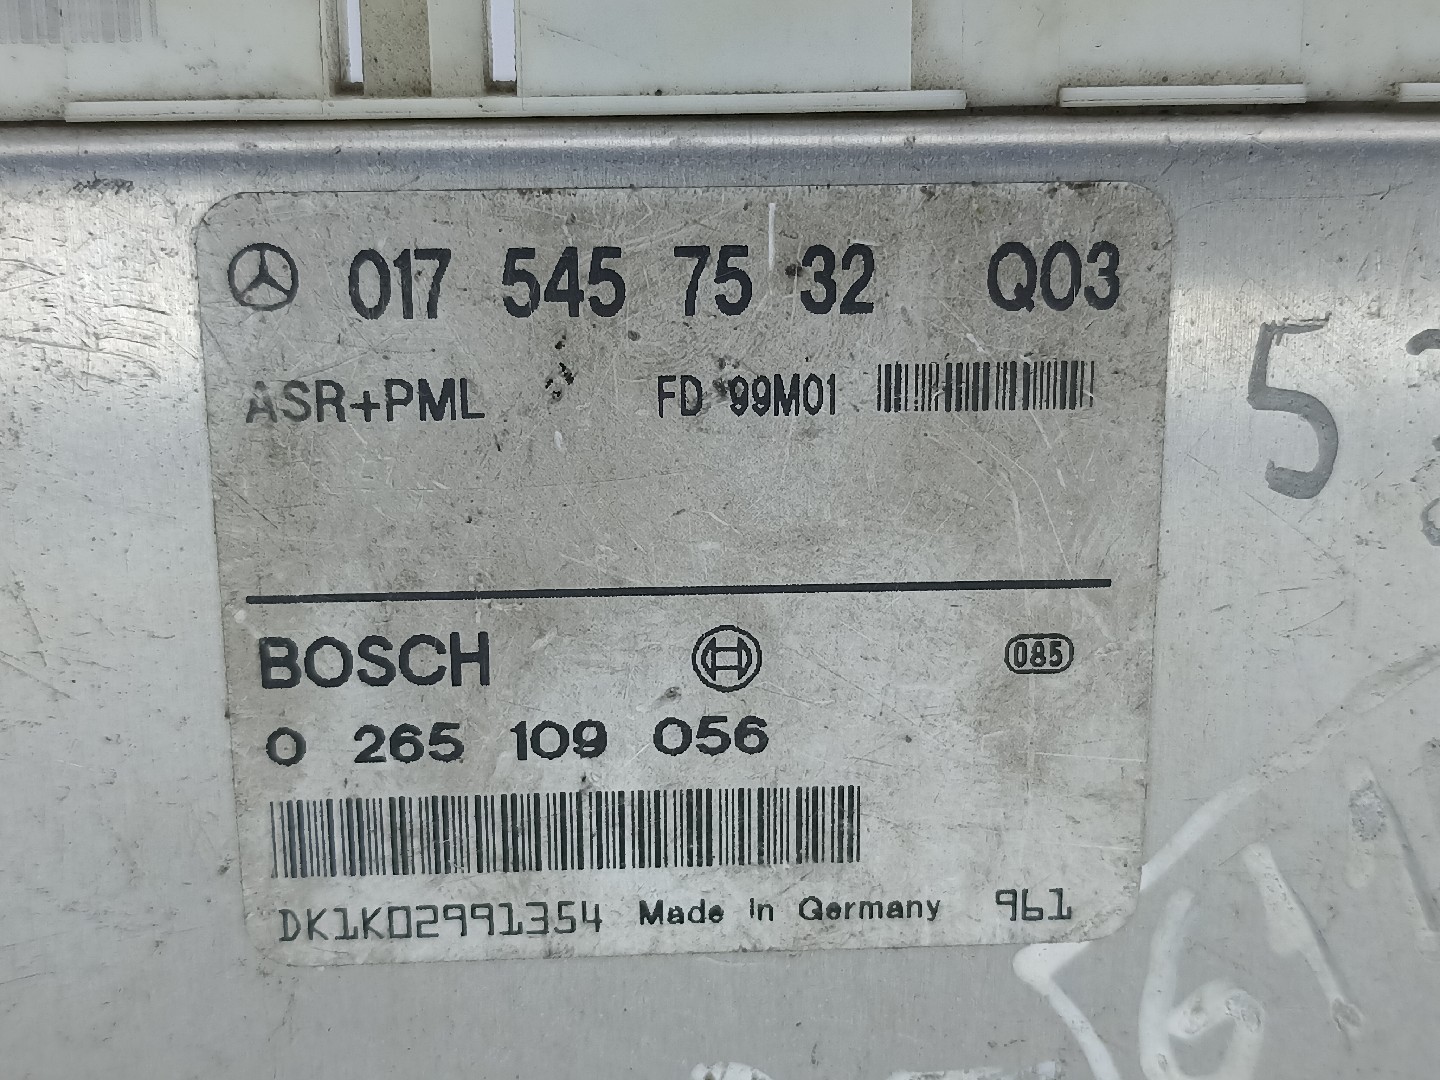 017 545 75 32 Q03
ASR+PML FD 99M01
5
BOSCH 085
0 265 109 056
DK1K02991354 Made in Germany 961